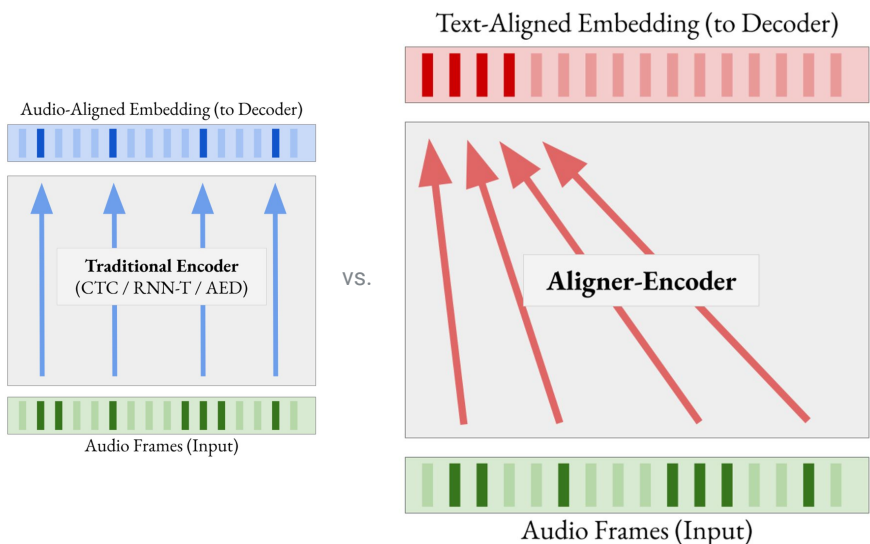 Audio-Aligned Embedding (to Decoder)
Traditional Encoder
(CTC / RNN-T / AED)
Audio Frames (Input)
vs.
Text-Aligned Embedding (to Decoder)
Aligner-Encoder
Audio Frames (Input)